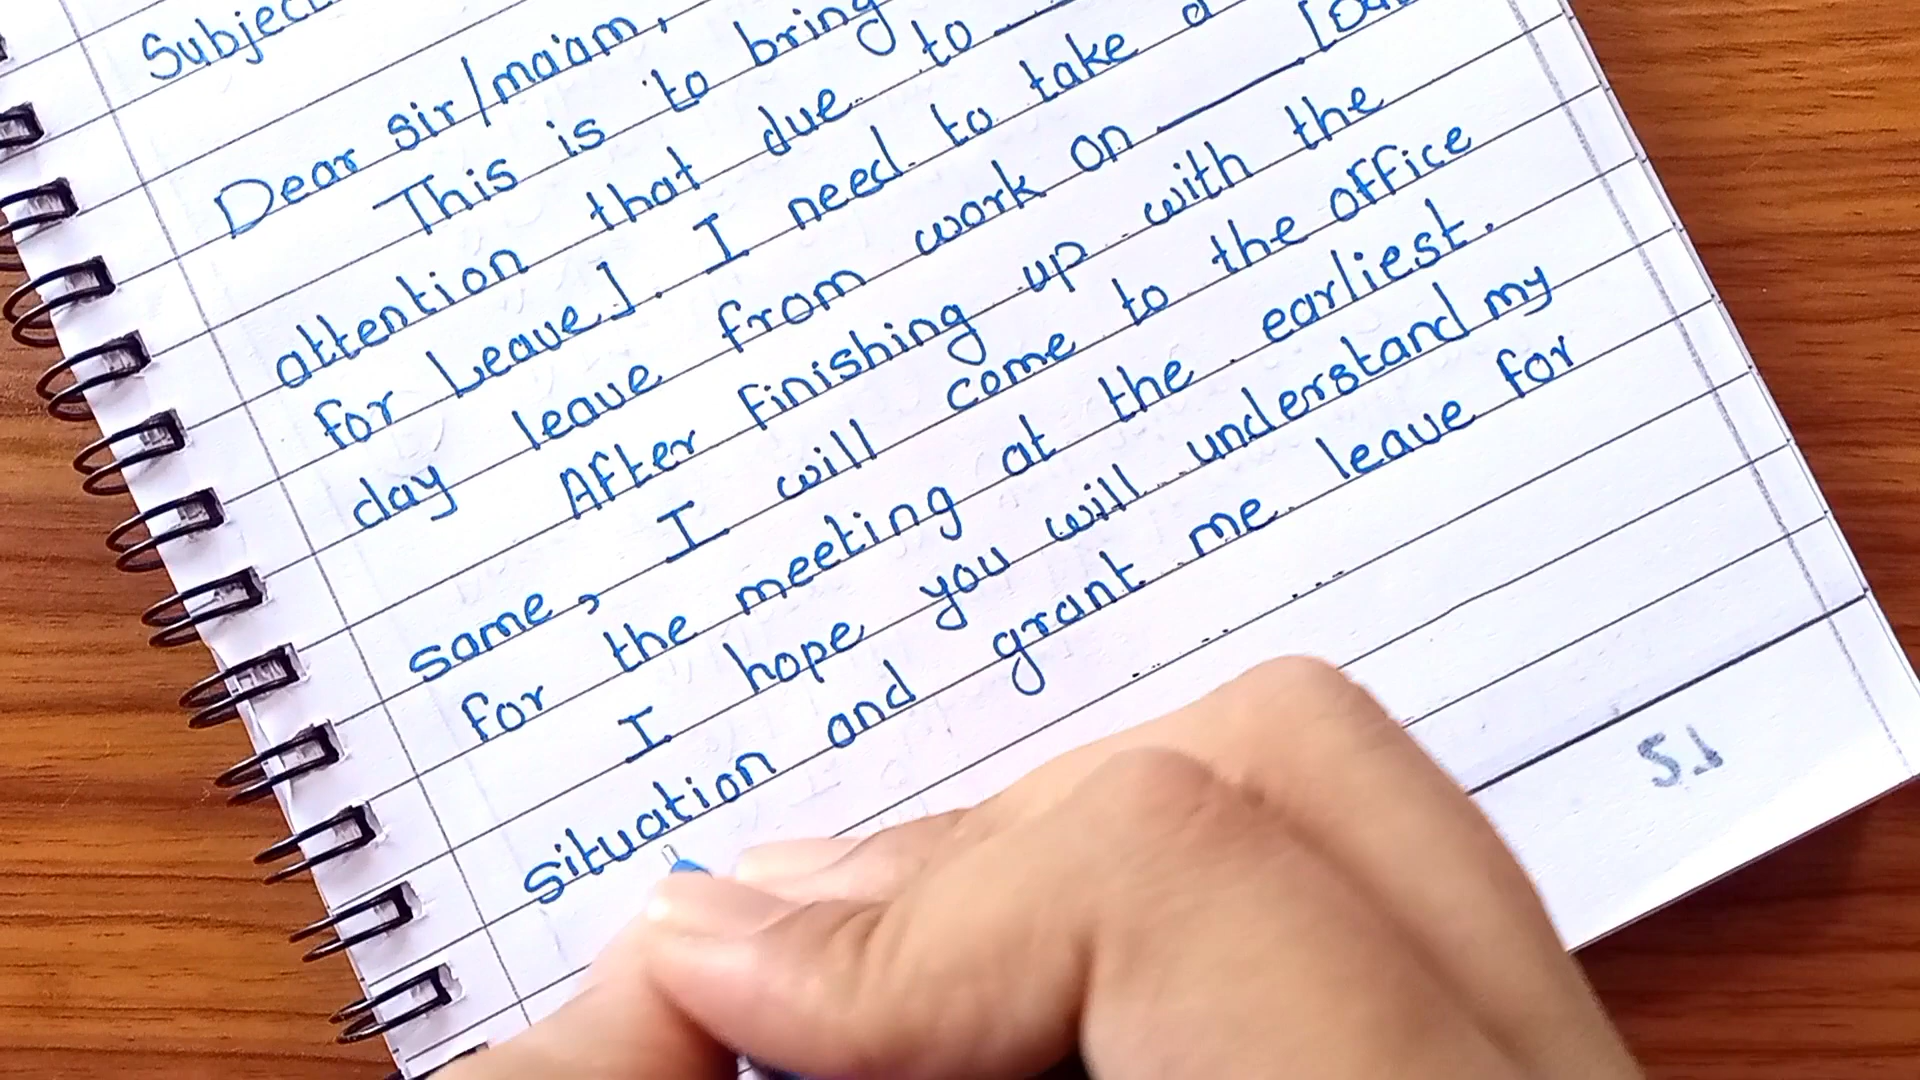 Subject
Dear sir/ma'am,
This is to bring
attention that due to
for Leave]. I need to take a
day leave from work on ______ [
After finishing up with the
same, I will come to the office
for the meeting at the earliest.
I hope you will understand my
situation and grant me leave for